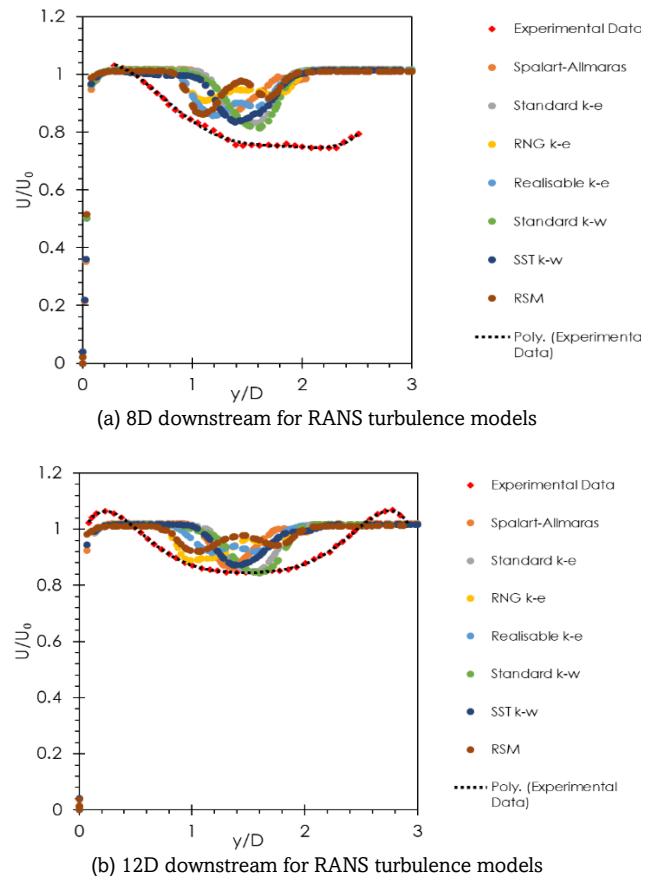 1.2
1
0.8
0.6
0.4
0.2
0
U/U0
0 1 2 3
y/D
Experimental Data
Spalart-Allmaras
Standard k-e
RNG k-e
Realisable k-e
Standard k-w
SST k-w
RSM
Poly. (Experimental
Data)
(a) 8D downstream for RANS turbulence models
1.2
1
0.8
0.6
0.4
0.2
0
U/U0
0 1 2 3
y/D
Experimental Data
Spalart-Allmaras
Standard k-e
RNG k-e
Realisable k-e
Standard k-w
SST k-w
RSM
Poly. (Experimental
Data)
(b) 12D downstream for RANS turbulence models